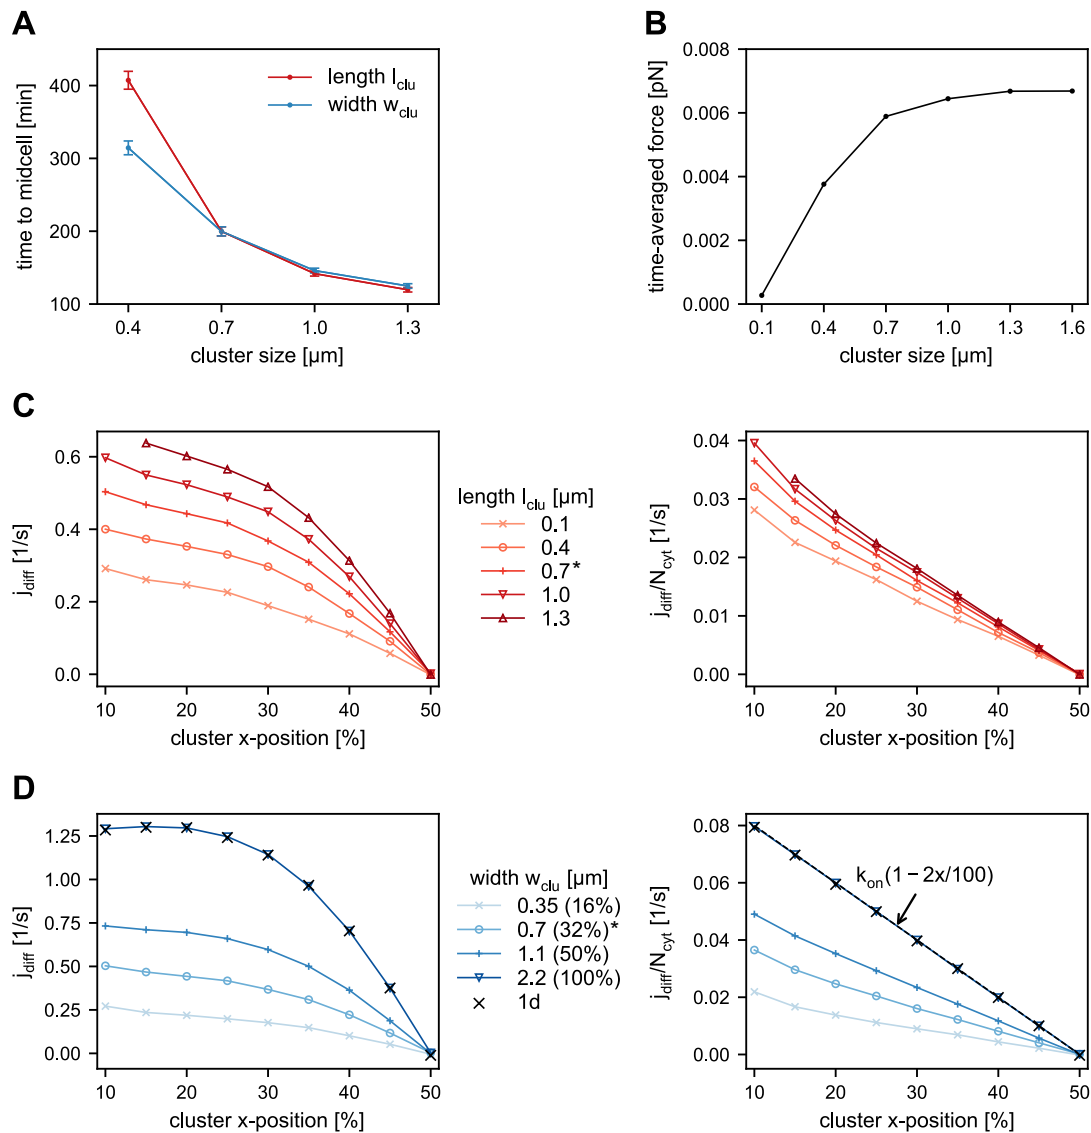 A
time to midcell [min]
400
300
200
100
length l_clu
width w_clu
0.4 0.7 1.0 1.3
cluster size [µm]
B
time-averaged force [pN]
0.008
0.006
0.004
0.002
0.000
0.1 0.4 0.7 1.0 1.3 1.6
cluster size [µm]
C
j_diff [1/s]
0.6
0.4
0.2
0.0
10 20 30 40 50
cluster x-position [%]
length l_clu [µm]
0.1
0.4
0.7*
1.0
1.3
j_diff/N_cyt [1/s]
0.04
0.03
0.02
0.01
0.00
10 20 30 40 50
cluster x-position [%]
D
j_diff [1/s]
1.25
1.00
0.75
0.50
0.25
0.00
10 20 30 40 50
cluster x-position [%]
width w_clu [µm]
0.35 (16%)
0.7 (32%)*
1.1 (50%)
2.2 (100%)
1d
j_diff/N_cyt [1/s]
0.08
0.06
0.04
0.02
0.00
k_on(1 − 2x/100)
10 20 30 40 50
cluster x-position [%]